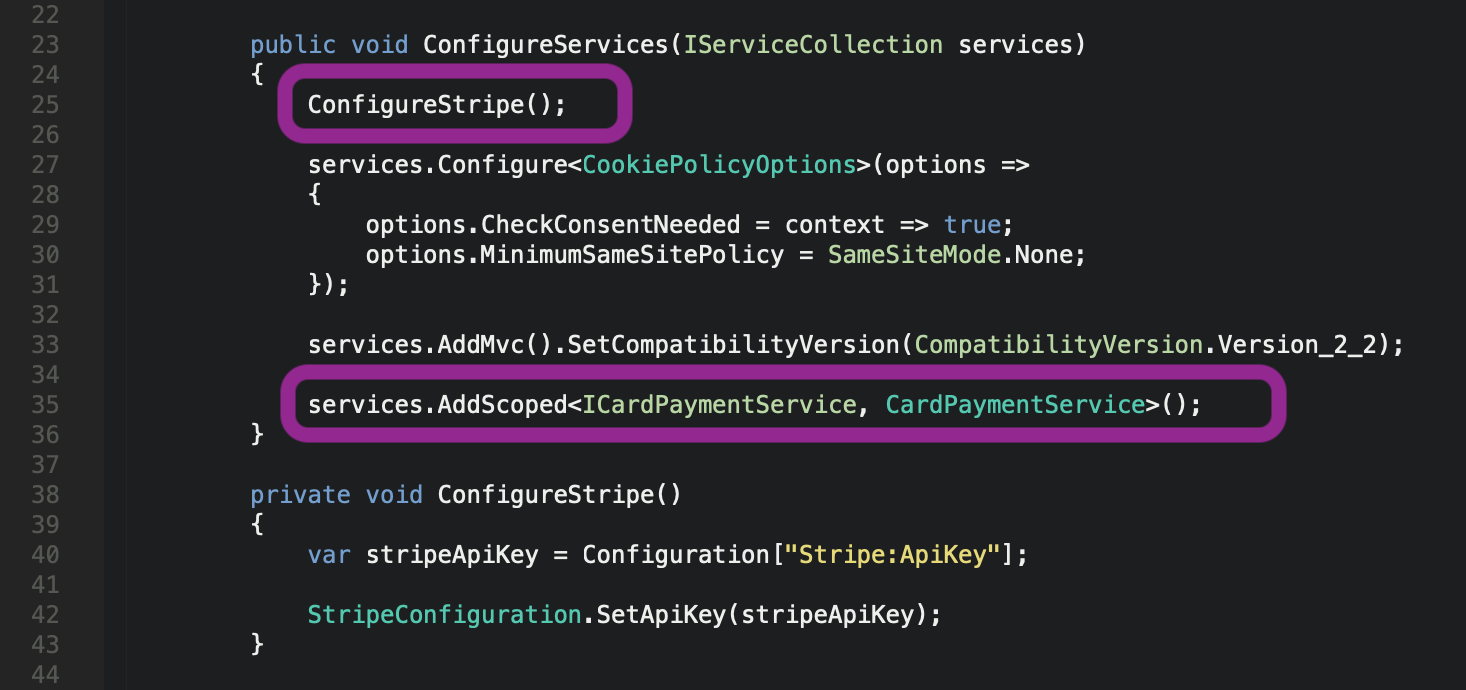 22
23 public void ConfigureServices(IServiceCollection services)
24 {
25 ConfigureStripe();
26
27 services.Configure<CookiePolicyOptions>(options =>
28 {
29 options.CheckConsentNeeded = context => true;
30 options.MinimumSameSitePolicy = SameSiteMode.None;
31 });
32
33 services.AddMvc().SetCompatibilityVersion(CompatibilityVersion.Version_2_2);
34
35 services.AddScoped<ICardPaymentService, CardPaymentService>();
36 }
37
38 private void ConfigureStripe()
39 {
40 var stripeApiKey = Configuration["Stripe:ApiKey"];
41
42 StripeConfiguration.SetApiKey(stripeApiKey);
43 }
44